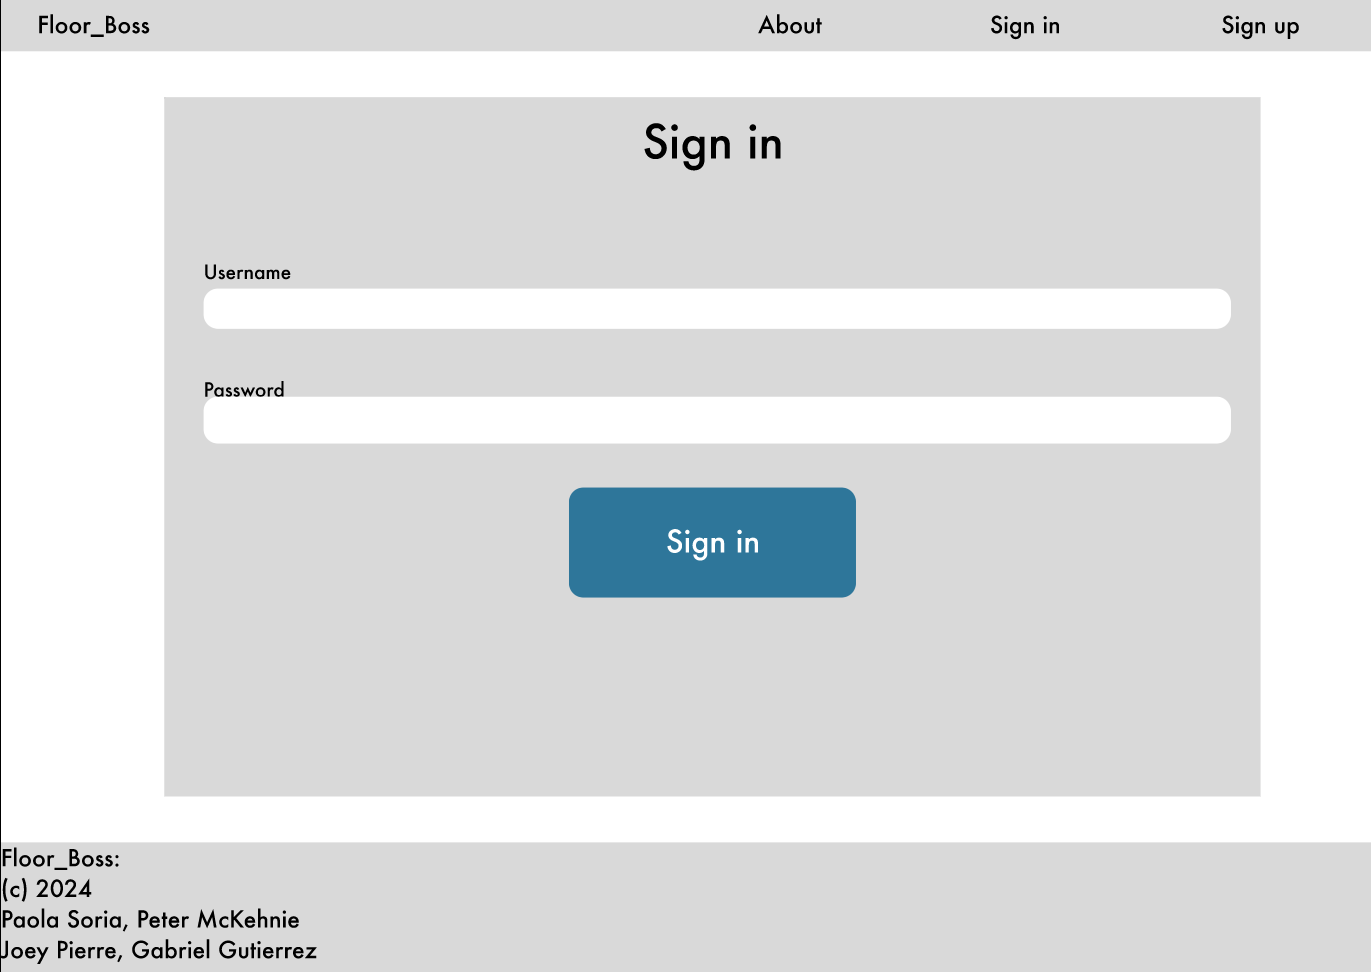 Floor_Boss About Sign in Sign up
Sign in
Username
Password
Sign in
Floor_Boss:
(c) 2024
Paola Soria, Peter McKehnie
Joey Pierre, Gabriel Gutierrez